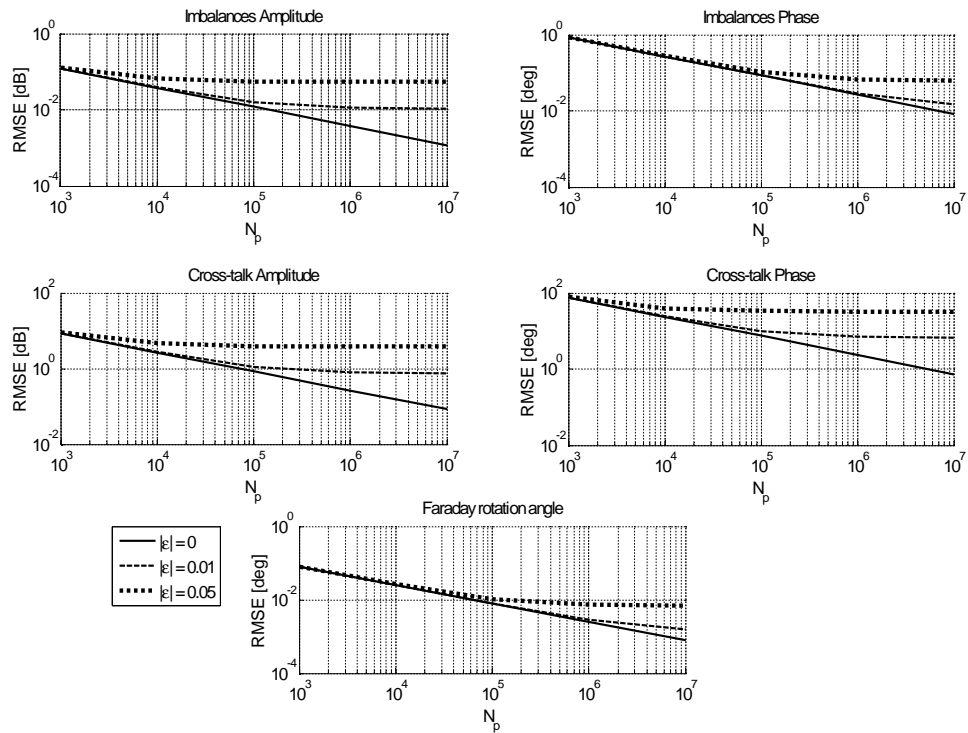 Imbalances Amplitude
RMSE [dB]
10^0
10^-2
10^-4
10^3 10^4 10^5 10^6 10^7
N_p
Imbalances Phase
RMSE [deg]
10^0
10^-2
10^-4
10^3 10^4 10^5 10^6 10^7
N_p
Cross-talk Amplitude
RMSE [dB]
10^2
10^0
10^-2
10^3 10^4 10^5 10^6 10^7
N_p
Cross-talk Phase
RMSE [deg]
10^2
10^0
10^-2
10^3 10^4 10^5 10^6 10^7
N_p
|ε| = 0
|ε| = 0.01
|ε| = 0.05
Faraday rotation angle
RMSE [deg]
10^0
10^-2
10^-4
10^3 10^4 10^5 10^6 10^7
N_p